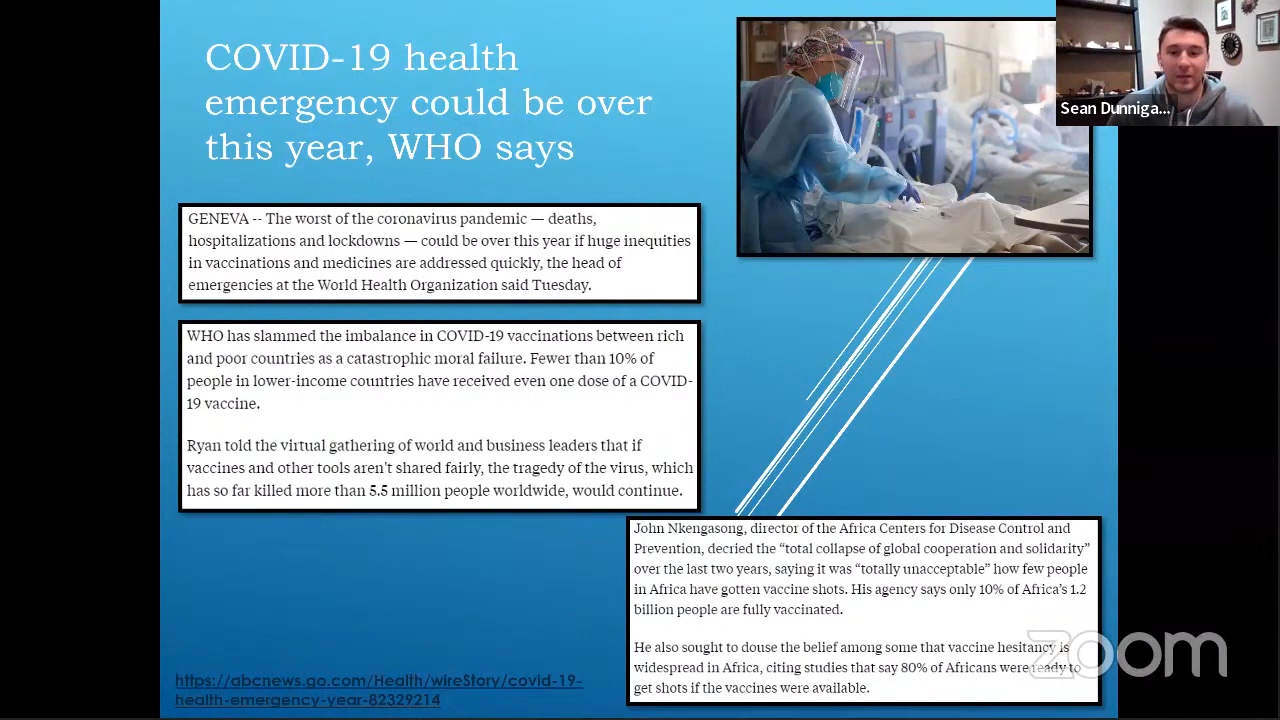 COVID-19 health
emergency could be over
this year, WHO says
Sean Dunniga...
GENEVA -- The worst of the coronavirus pandemic — deaths,
hospitalizations and lockdowns — could be over this year if huge inequities
in vaccinations and medicines are addressed quickly, the head of
emergencies at the World Health Organization said Tuesday.
WHO has slammed the imbalance in COVID-19 vaccinations between rich
and poor countries as a catastrophic moral failure. Fewer than 10% of
people in lower-income countries have received even one dose of a COVID-
19 vaccine.
Ryan told the virtual gathering of world and business leaders that if
vaccines and other tools aren't shared fairly, the tragedy of the virus, which
has so far killed more than 5.5 million people worldwide, would continue.
John Nkengasong, director of the Africa Centers for Disease Control and
Prevention, decried the “total collapse of global cooperation and solidarity”
over the last two years, saying it was “totally unacceptable” how few people
in Africa have gotten vaccine shots. His agency says only 10% of Africa’s 1.2
billion people are fully vaccinated.
He also sought to douse the belief among some that vaccine hesitancy is
widespread in Africa, citing studies that say 80% of Africans were ready to
get shots if the vaccines were available.
https://abcnews.go.com/Health/wireStory/covid-19-
health-emergency-year-82329214
zoom